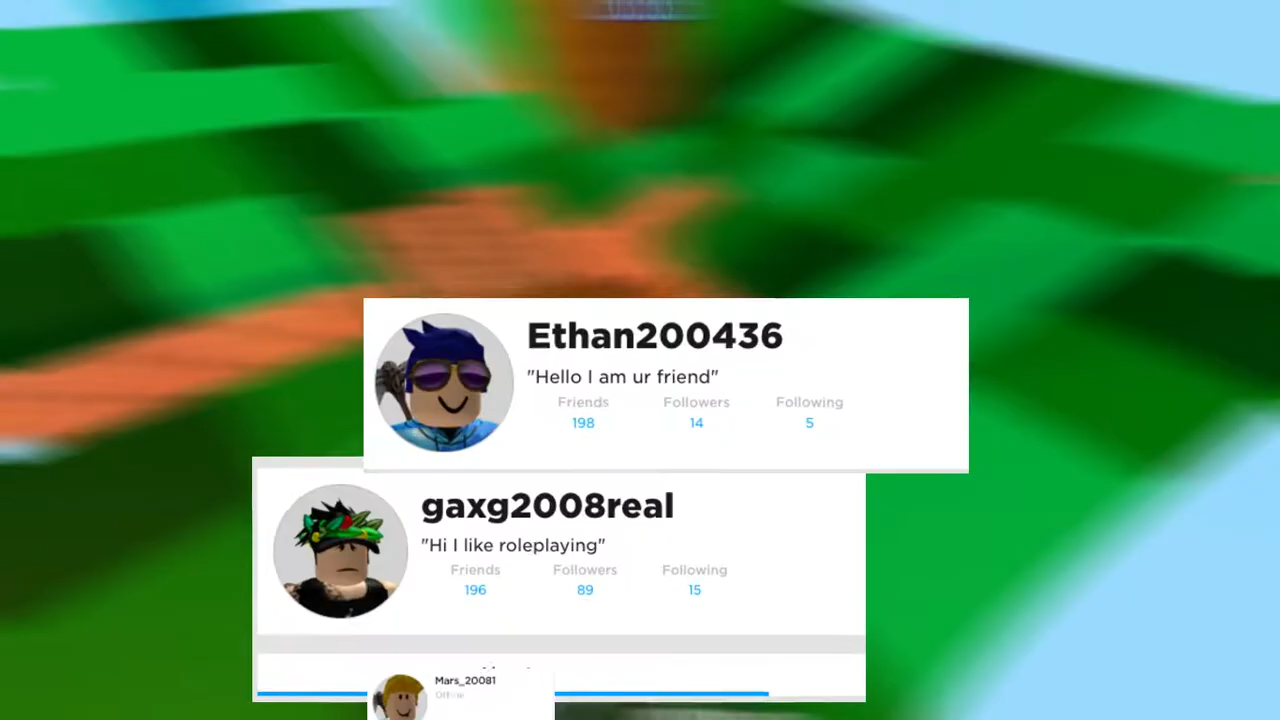 Ethan200436
"Hello I am ur friend"
Friends Followers Following
198 14 5
gaxg2008real
"Hi I like roleplaying"
Friends Followers Following
196 89 15
Mars_20081
Offline